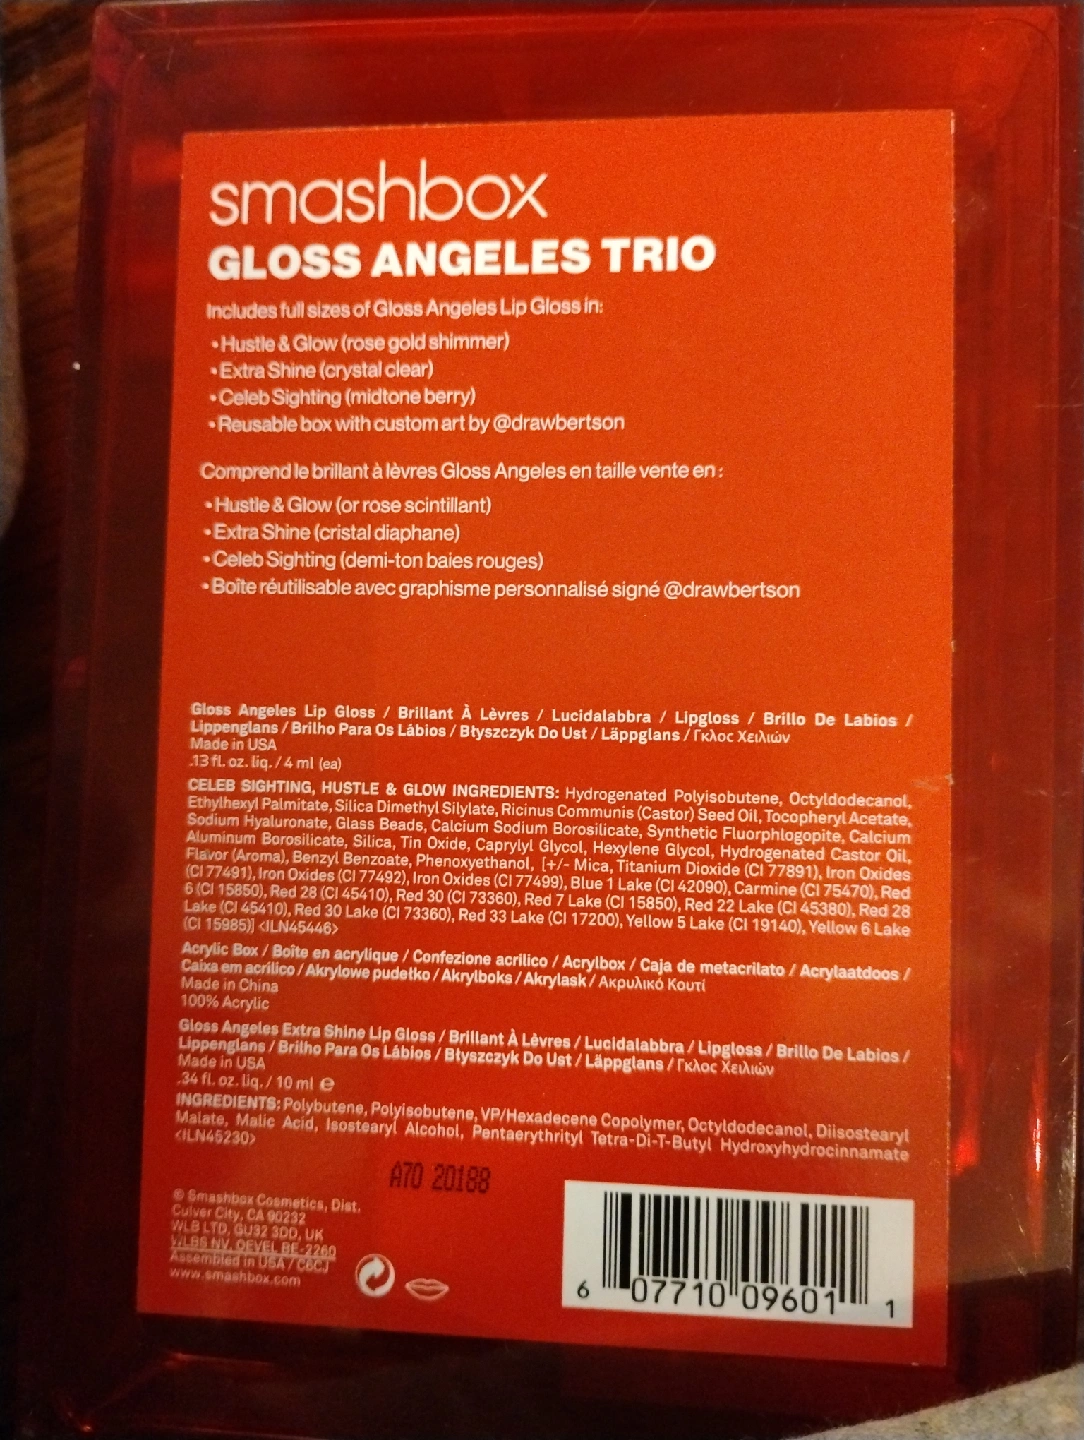 smashbox
GLOSS ANGELES TRIO
Includes full sizes of Gloss Angeles Lip Gloss in:
• Hustle & Glow (rose gold shimmer)
• Extra Shine (crystal clear)
• Celeb Sighting (midtone berry)
• Reusable box with custom art by @drawbertson
Comprend le brillant à lèvres Gloss Angeles en taille vente en :
• Hustle & Glow (or rose scintillant)
• Extra Shine (cristal diaphane)
• Celeb Sighting (demi-ton baies rouges)
• Boîte réutilisable avec graphisme personnalisé signé @drawbertson
Gloss Angeles Lip Gloss / Brillant À Lèvres / Lucidalabbra / Lipgloss / Brillo De Labios /
Lippenglans / Brilho Para Os Lábios / Błyszczyk Do Ust / Läppglans / Γκλος Χειλιών
Made in USA
.13 fl. oz. liq. / 4 ml (ea)
CELEB SIGHTING, HUSTLE & GLOW INGREDIENTS: Hydrogenated Polyisobutene, Octyldodecanol,
Ethylhexyl Palmitate, Silica Dimethyl Silylate, Ricinus Communis (Castor) Seed Oil, Tocopheryl Acetate,
Sodium Hyaluronate, Glass Beads, Calcium Sodium Borosilicate, Synthetic Fluorphlogopite, Calcium
Aluminum Borosilicate, Silica, Tin Oxide, Caprylyl Glycol, Hexylene Glycol, Hydrogenated Castor Oil,
Flavor (Aroma), Benzyl Benzoate, Phenoxyethanol, [+/- Mica, Titanium Dioxide (CI 77891), Iron Oxides
(CI 77491), Iron Oxides (CI 77492), Iron Oxides (CI 77499), Blue 1 Lake (CI 42090), Carmine (CI 75470), Red
6 (CI 15850), Red 28 (CI 45410), Red 30 (CI 73360), Red 7 Lake (CI 15850), Red 22 Lake (CI 45380), Red 28
Lake (CI 45410), Red 30 Lake (CI 73360), Red 33 Lake (CI 17200), Yellow 5 Lake (CI 19140), Yellow 6 Lake
(CI 15985)] <ILN45446>
Acrylic Box / Boîte en acrylique / Confezione acrilico / Acrylbox / Caja de metacrilato / Acrylaatdoos /
Caixa em acrílico / Akrylowe pudełko / Akrylboks / Akrylask / Ακρυλικό Κουτί
Made in China
100% Acrylic
Gloss Angeles Extra Shine Lip Gloss / Brillant À Lèvres / Lucidalabbra / Lipgloss / Brillo De Labios /
Lippenglans / Brilho Para Os Lábios / Błyszczyk Do Ust / Läppglans / Γκλος Χειλιών
Made in USA
.34 fl. oz. liq. / 10 ml ℮
INGREDIENTS: Polybutene, Polyisobutene, VP/Hexadecene Copolymer, Octyldodecanol, Diisostearyl
Malate, Malic Acid, Isostearyl Alcohol, Pentaerythrityl Tetra-Di-T-Butyl Hydroxyhydrocinnamate
<ILN45230>
A70 20188
© Smashbox Cosmetics, Dist.
Culver City, CA 90232
WLB LTD, GU32 3DD, UK
WLBS NV, OEVEL BE-2260
Assembled in USA / C6CJ
www.smashbox.com
6 07710 09601 1